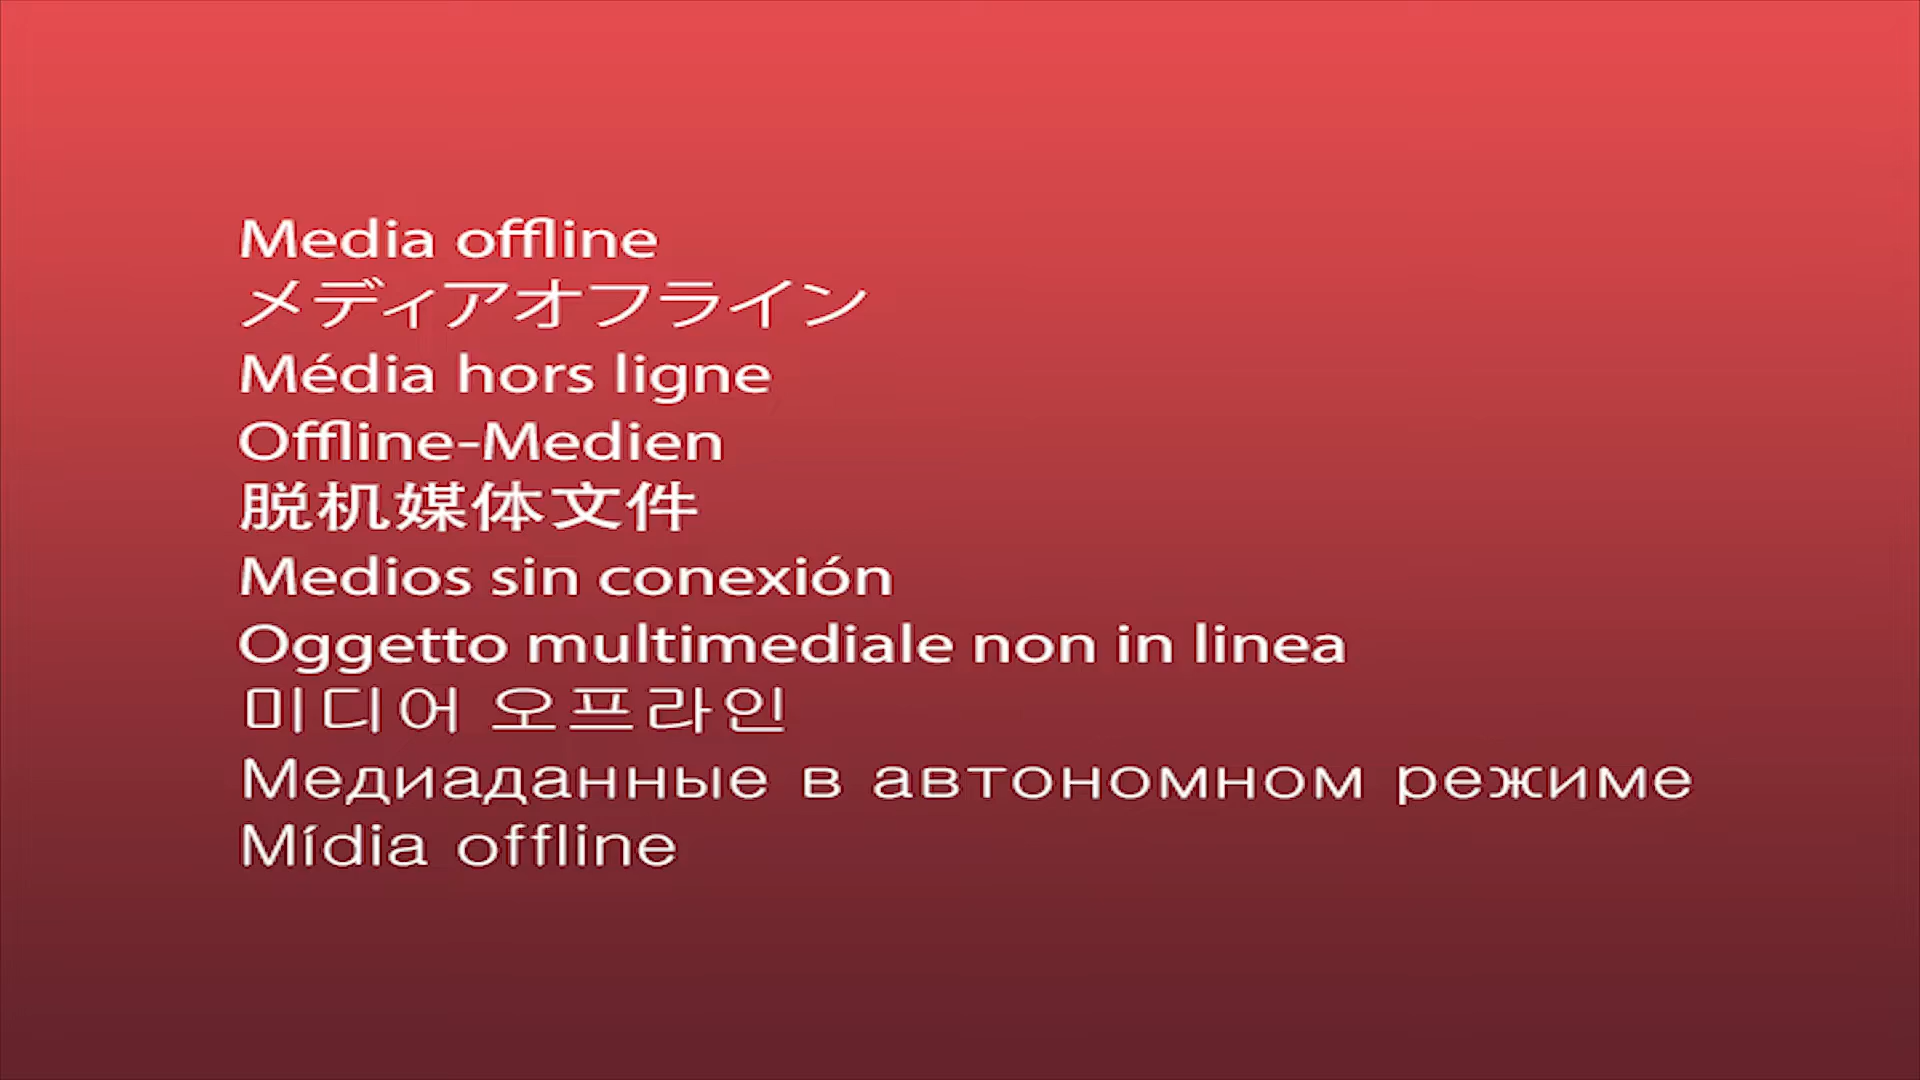 Media offline
メディアオフライン
Média hors ligne
Offline-Medien
脱机媒体文件
Medios sin conexión
Oggetto multimediale non in linea
미디어 오프라인
Медиаданные в автономном режиме
Mídia offline